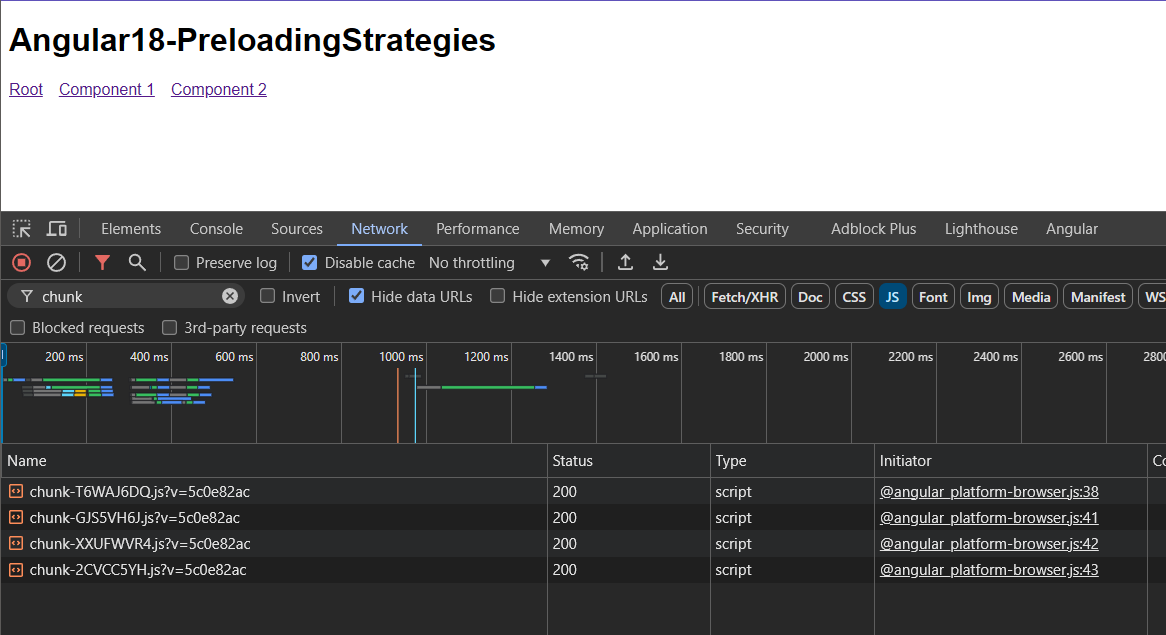 Angular18-PreloadingStrategies
Root Component 1 Component 2
Elements Console Sources Network Performance Memory Application Security Adblock Plus Lighthouse Angular
Preserve log Disable cache No throttling
chunk Invert Hide data URLs Hide extension URLs All Fetch/XHR Doc CSS JS Font Img Media Manifest WS
Blocked requests 3rd-party requests
200 ms 400 ms 600 ms 800 ms 1000 ms 1200 ms 1400 ms 1600 ms 1800 ms 2000 ms 2200 ms 2400 ms 2600 ms 2800
Name Status Type Initiator Co
chunk-T6WAJ6DQ.js?v=5c0e82ac 200 script @angular_platform-browser.js:38
chunk-GJS5VH6J.js?v=5c0e82ac 200 script @angular_platform-browser.js:41
chunk-XXUFWVR4.js?v=5c0e82ac 200 script @angular_platform-browser.js:42
chunk-2CVCC5YH.js?v=5c0e82ac 200 script @angular_platform-browser.js:43